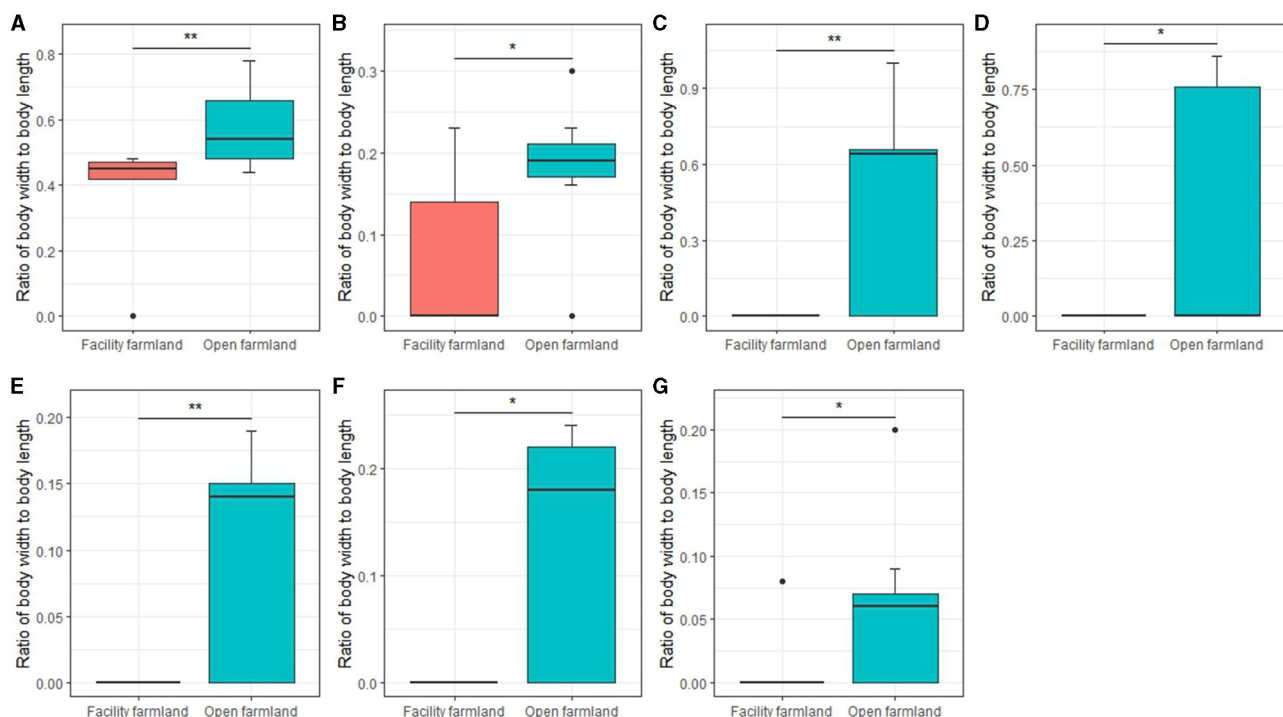 A
Ratio of body width to body length
0.8
0.6
0.4
0.2
0.0
**
Facility farmland
Open farmland
B
Ratio of body width to body length
0.3
0.2
0.1
0.0
*
Facility farmland
Open farmland
C
Ratio of body width to body length
0.9
0.6
0.3
0.0
**
Facility farmland
Open farmland
D
Ratio of body width to body length
0.75
0.50
0.25
0.00
*
Facility farmland
Open farmland
E
Ratio of body width to body length
0.20
0.15
0.10
0.05
0.00
**
Facility farmland
Open farmland
F
Ratio of body width to body length
0.2
0.1
0.0
*
Facility farmland
Open farmland
G
Ratio of body width to body length
0.20
0.15
0.10
0.05
0.00
*
Facility farmland
Open farmland